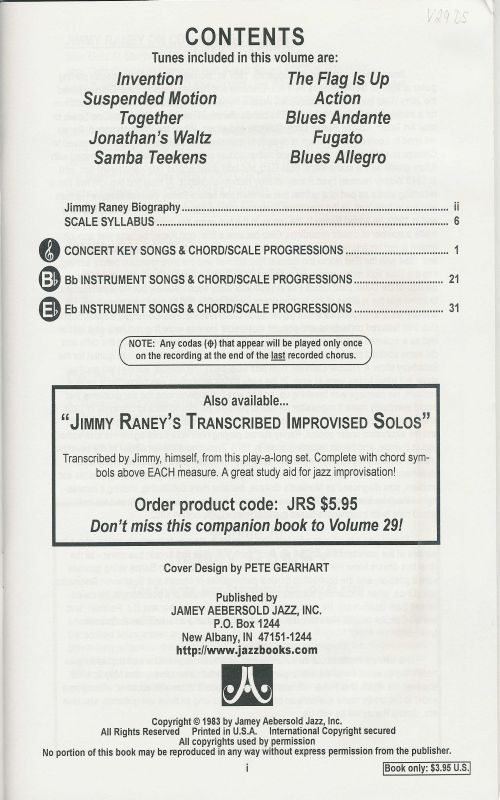 V29 DS
CONTENTS
Tunes included in this volume are:
Invention
Suspended Motion
Together
Jonathan's Waltz
Samba Teekens
The Flag Is Up
Action
Blues Andante
Fugato
Blues Allegro
Jimmy Raney Biography ........ ii
SCALE SYLLABUS ........ 6
CONCERT KEY SONGS & CHORD/SCALE PROGRESSIONS ........ 1
B♭ Bb INSTRUMENT SONGS & CHORD/SCALE PROGRESSIONS ........ 21
E♭ Eb INSTRUMENT SONGS & CHORD/SCALE PROGRESSIONS ........ 31
NOTE: Any codas (𝄌) that appear will be played only once
on the recording at the end of the last recorded chorus.
Also available...
"JIMMY RANEY'S TRANSCRIBED IMPROVISED SOLOS"
Transcribed by Jimmy, himself, from this play-a-long set. Complete with chord sym-
bols above EACH measure. A great study aid for jazz improvisation!
Order product code: JRS $5.95
Don't miss this companion book to Volume 29!
Cover Design by PETE GEARHART
Published by
JAMEY AEBERSOLD JAZZ, INC.
P.O. Box 1244
New Albany, IN 47151-1244
http://www.jazzbooks.com
Copyright © 1983 by Jamey Aebersold Jazz, Inc.
All Rights Reserved Printed in U.S.A. International Copyright secured
All copyrights used by permission
No portion of this book may be reproduced in any way without express permission from the publisher.
i
Book only: $3.95 U.S.